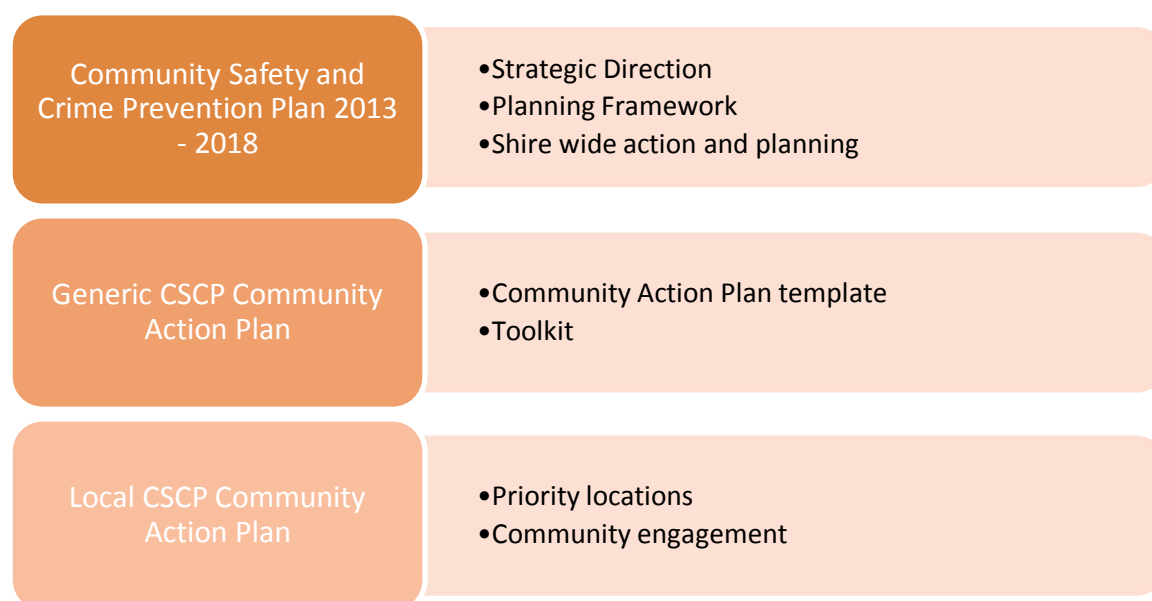 Community Safety and
Crime Prevention Plan 2013
- 2018
•Strategic Direction
•Planning Framework
•Shire wide action and planning
Generic CSCP Community
Action Plan
•Community Action Plan template
•Toolkit
Local CSCP Community
Action Plan
•Priority locations
•Community engagement